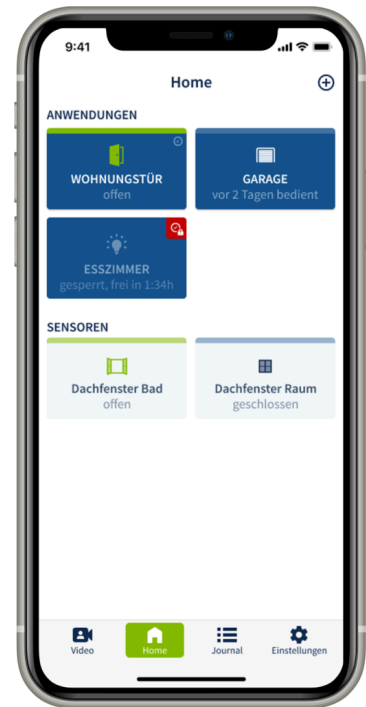 9:41
Home
ANWENDUNGEN
WOHNUNGSTÜR
offen
GARAGE
vor 2 Tagen bedient
ESSZIMMER
gesperrt, frei in 1:34h
SENSOREN
Dachfenster Bad
offen
Dachfenster Raum
geschlossen
Video
Home
Journal
Einstellungen